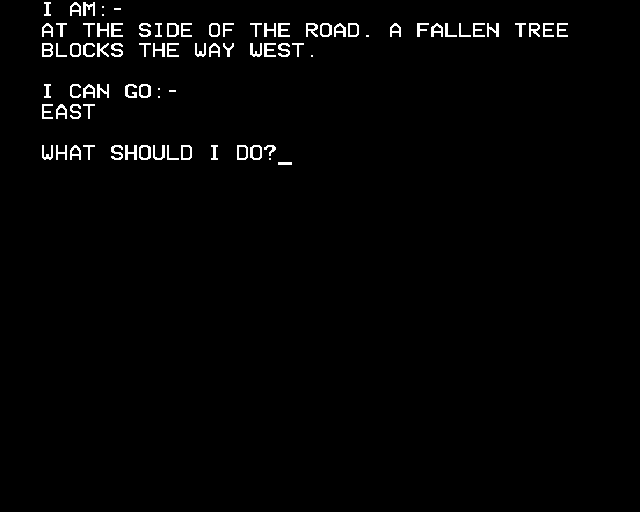 I AM:-
AT THE SIDE OF THE ROAD. A FALLEN TREE
BLOCKS THE WAY WEST.
I CAN GO:-
EAST
WHAT SHOULD I DO?_